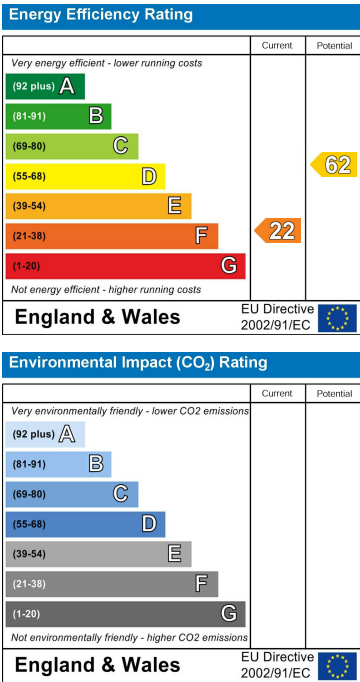 Energy Efficiency Rating
Current Potential
Very energy efficient - lower running costs
(92 plus) A
(81-91) B
(69-80) C
(55-68) D
62
(39-54) E
(21-38) F
22
(1-20) G
Not energy efficient - higher running costs
England & Wales
EU Directive
2002/91/EC
Environmental Impact (CO₂) Rating
Current Potential
Very environmentally friendly - lower CO2 emissions
(92 plus) A
(81-91) B
(69-80) C
(55-68) D
(39-54) E
(21-38) F
(1-20) G
Not environmentally friendly - higher CO2 emissions
England & Wales
EU Directive
2002/91/EC